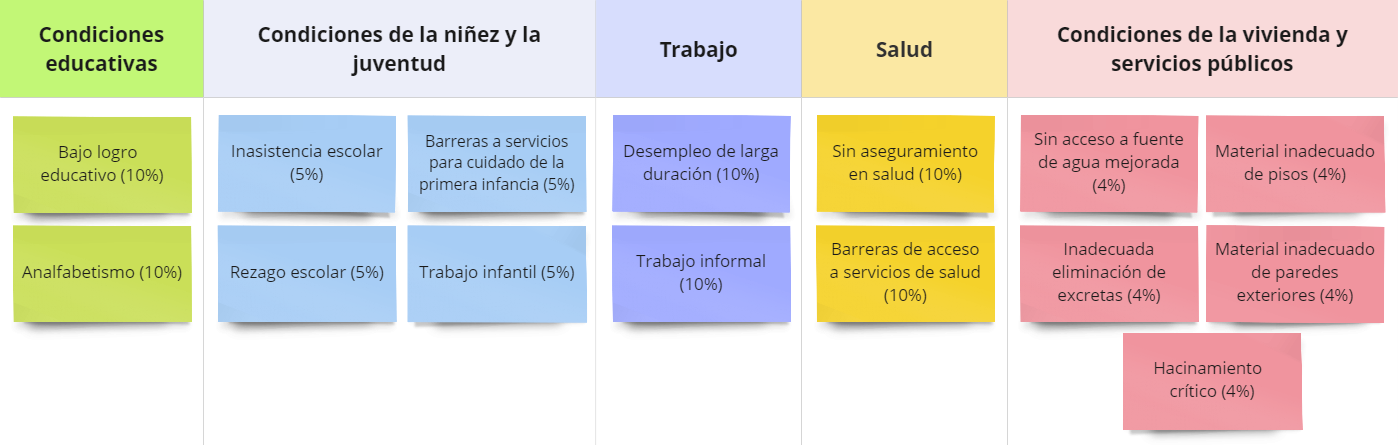 Condiciones
educativas
Condiciones de la niñez y la
juventud
Trabajo
Salud
Condiciones de la vivienda y
servicios públicos
Bajo logro
educativo (10%)
Analfabetismo (10%)
Inasistencia escolar
(5%)
Barreras a servicios
para cuidado de la
primera infancia (5%)
Rezago escolar (5%)
Trabajo infantil (5%)
Desempleo de larga
duración (10%)
Trabajo informal
(10%)
Sin aseguramiento
en salud (10%)
Barreras de acceso
a servicios de salud
(10%)
Sin acceso a fuente
de agua mejorada
(4%)
Material inadecuado
de pisos (4%)
Inadecuada
eliminación de
excretas (4%)
Material inadecuado
de paredes
exteriores (4%)
Hacinamiento
crítico (4%)